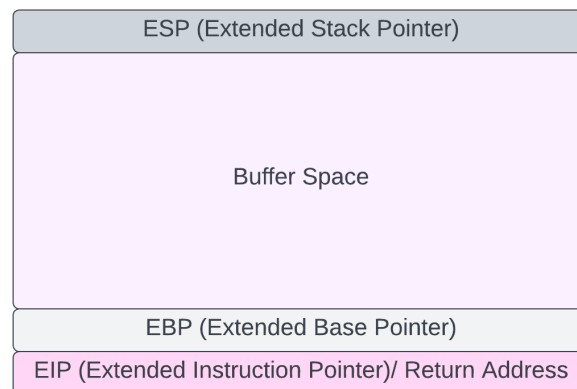 ESP (Extended Stack Pointer)
Buffer Space
EBP (Extended Base Pointer)
EIP (Extended Instruction Pointer)/ Return Address